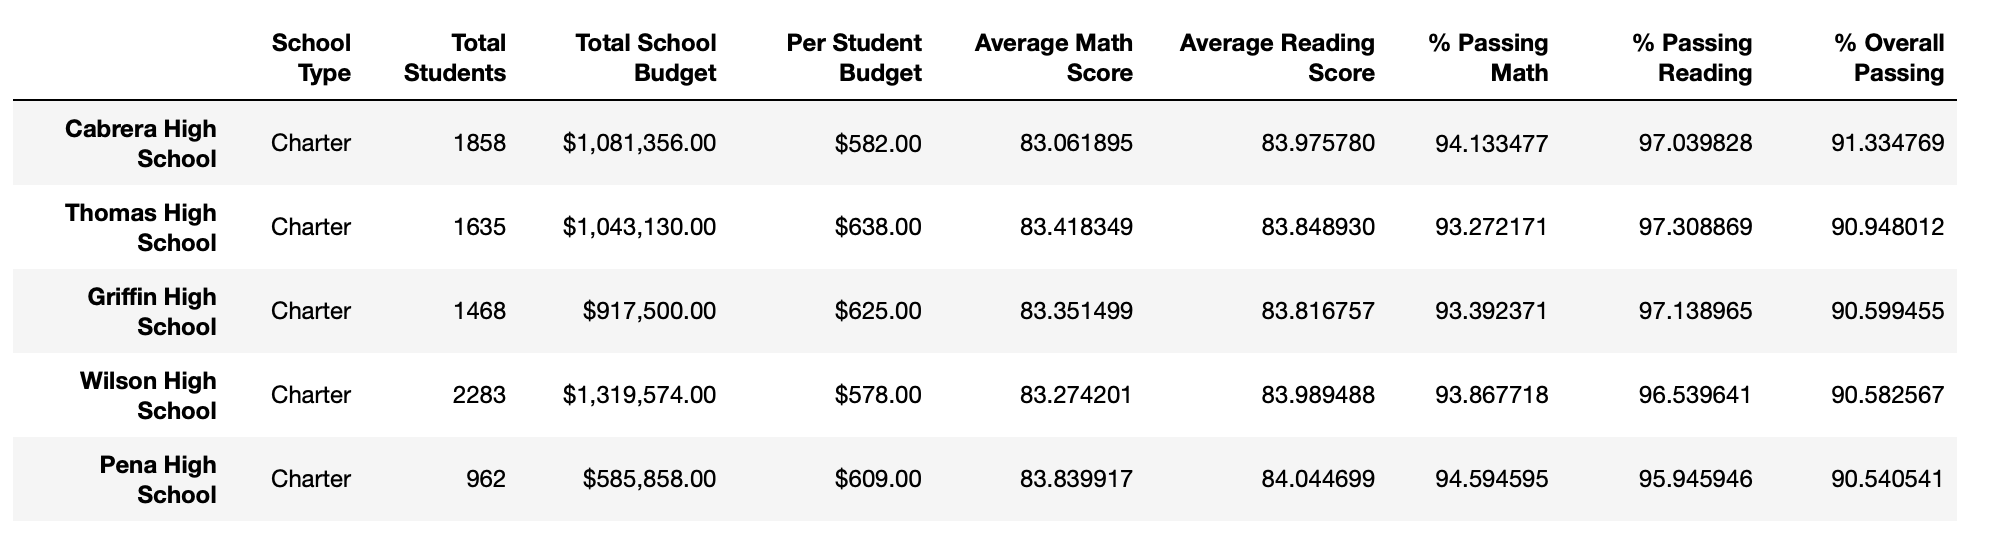 School Type Total Students Total School Budget Per Student Budget Average Math Score Average Reading Score % Passing Math % Passing Reading % Overall Passing
Cabrera High School Charter 1858 $1,081,356.00 $582.00 83.061895 83.975780 94.133477 97.039828 91.334769
Thomas High School Charter 1635 $1,043,130.00 $638.00 83.418349 83.848930 93.272171 97.308869 90.948012
Griffin High School Charter 1468 $917,500.00 $625.00 83.351499 83.816757 93.392371 97.138965 90.599455
Wilson High School Charter 2283 $1,319,574.00 $578.00 83.274201 83.989488 93.867718 96.539641 90.582567
Pena High School Charter 962 $585,858.00 $609.00 83.839917 84.044699 94.594595 95.945946 90.540541